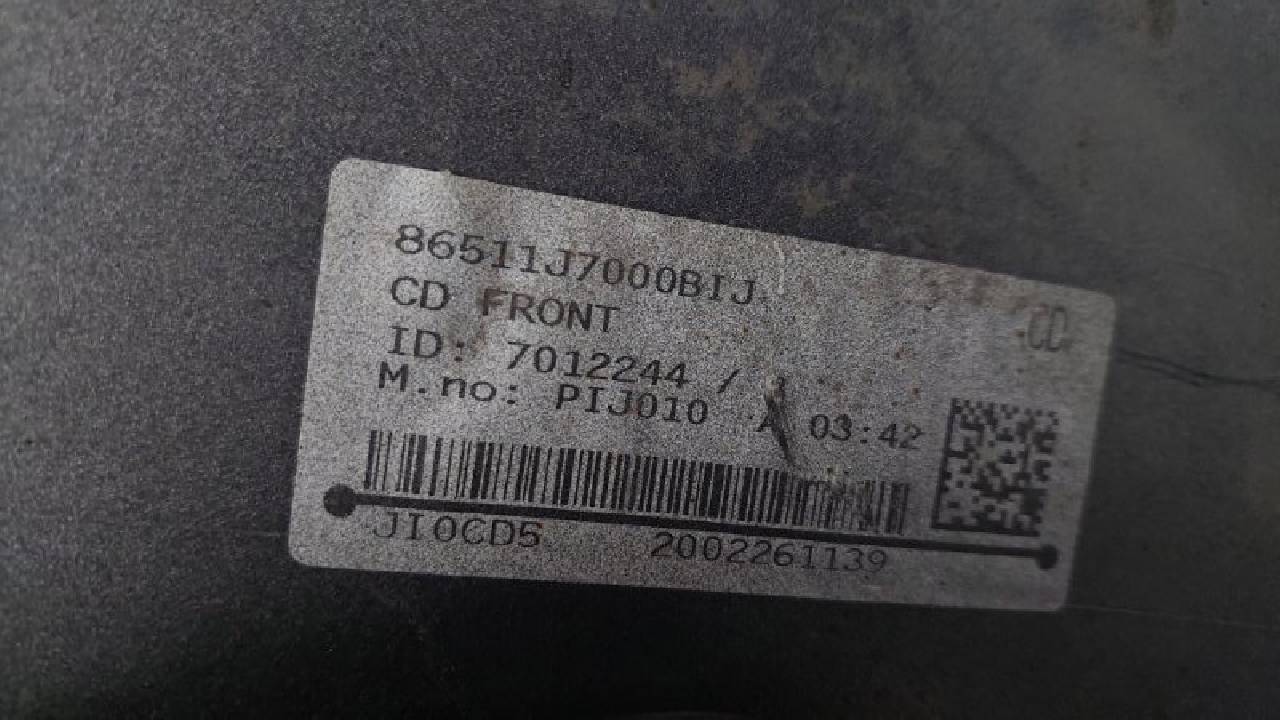 86511J7000BIJ
CD
CD FRONT
ID: 7012244 /
M.no: PIJ010 A 03:42
JI0CD5 2002261139